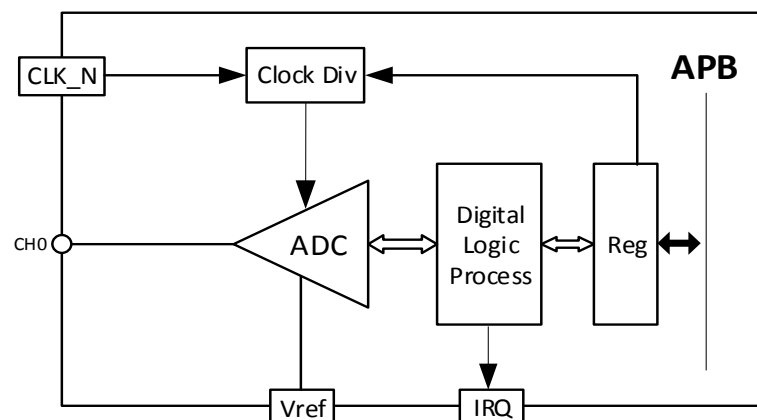 CLK_N
Clock Div
APB
CH0
ADC
Digital
Logic
Process
Reg
Vref
IRQ